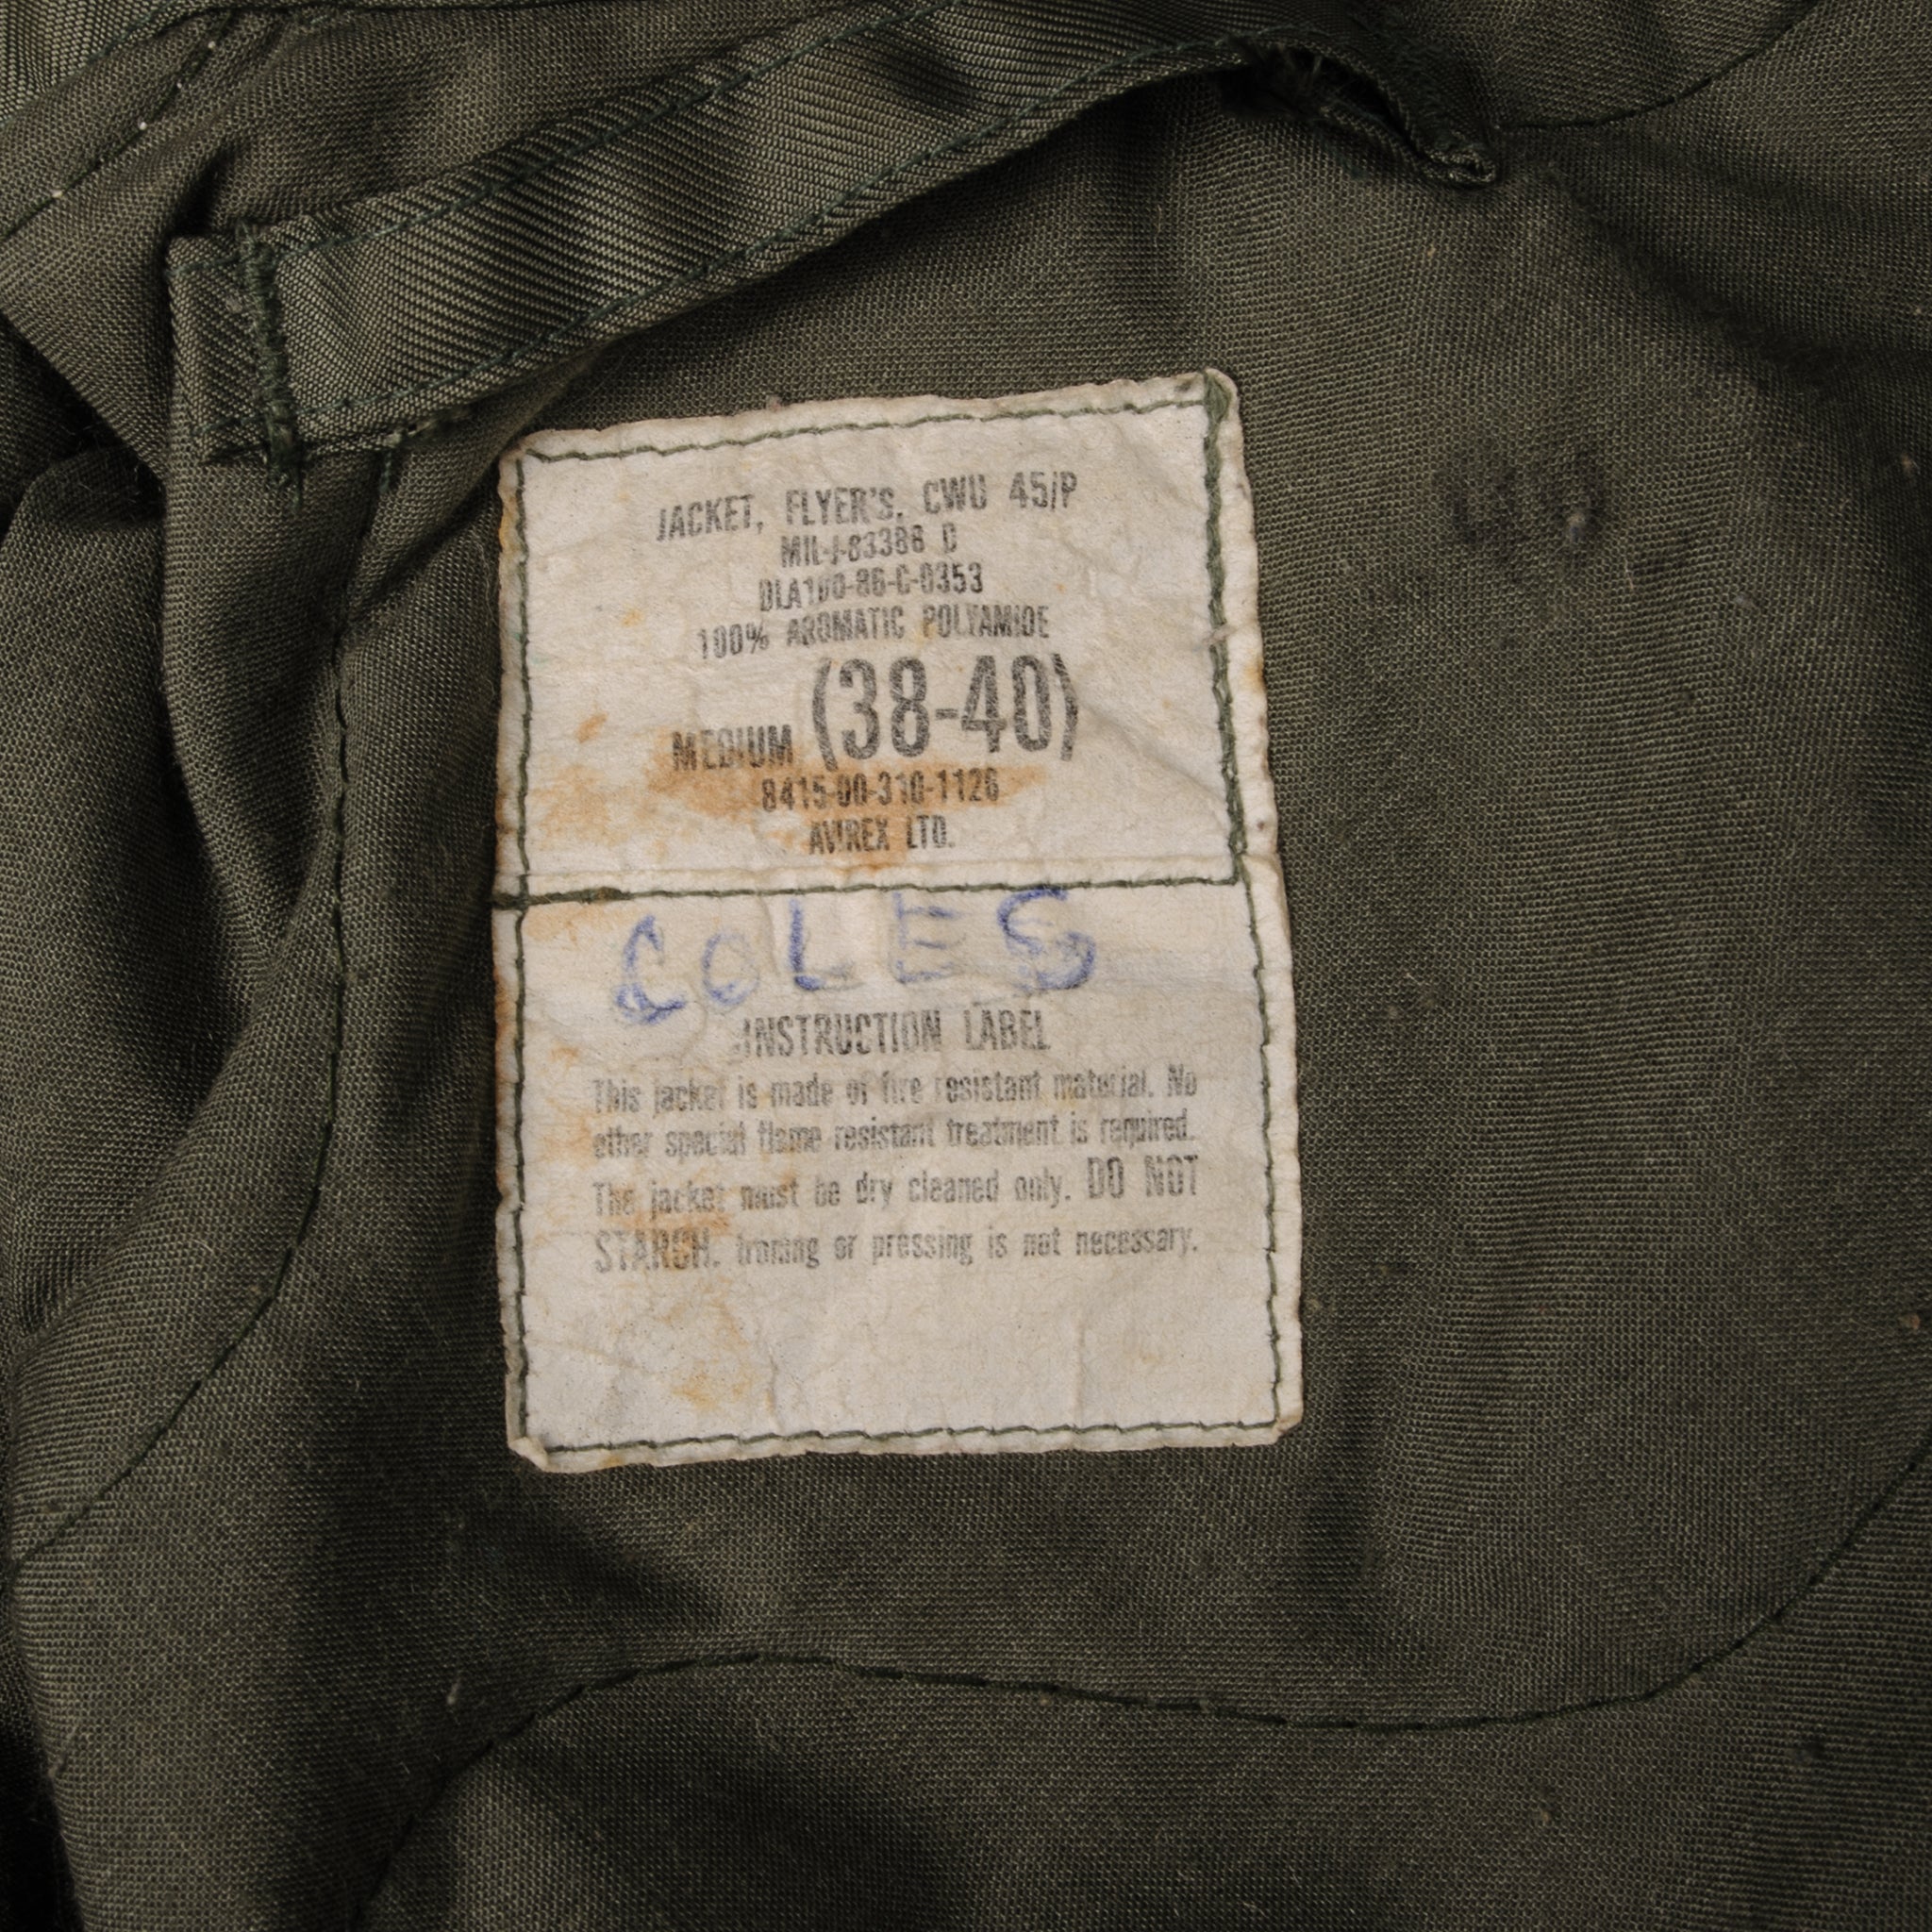 JACKET, FLYER'S, CWU 45/P
MIL-J-83388 D
DLA100-86-C-0353
100% AROMATIC POLYAMIDE
MEDIUM (38-40)
8415-00-310-1126
AVIREX LTD.
COLES
INSTRUCTION LABEL
This jacket is made of fire resistant material. No
other special flame resistant treatment is required.
The jacket must be dry cleaned only. DO NOT
STARCH. Ironing or pressing is not necessary.